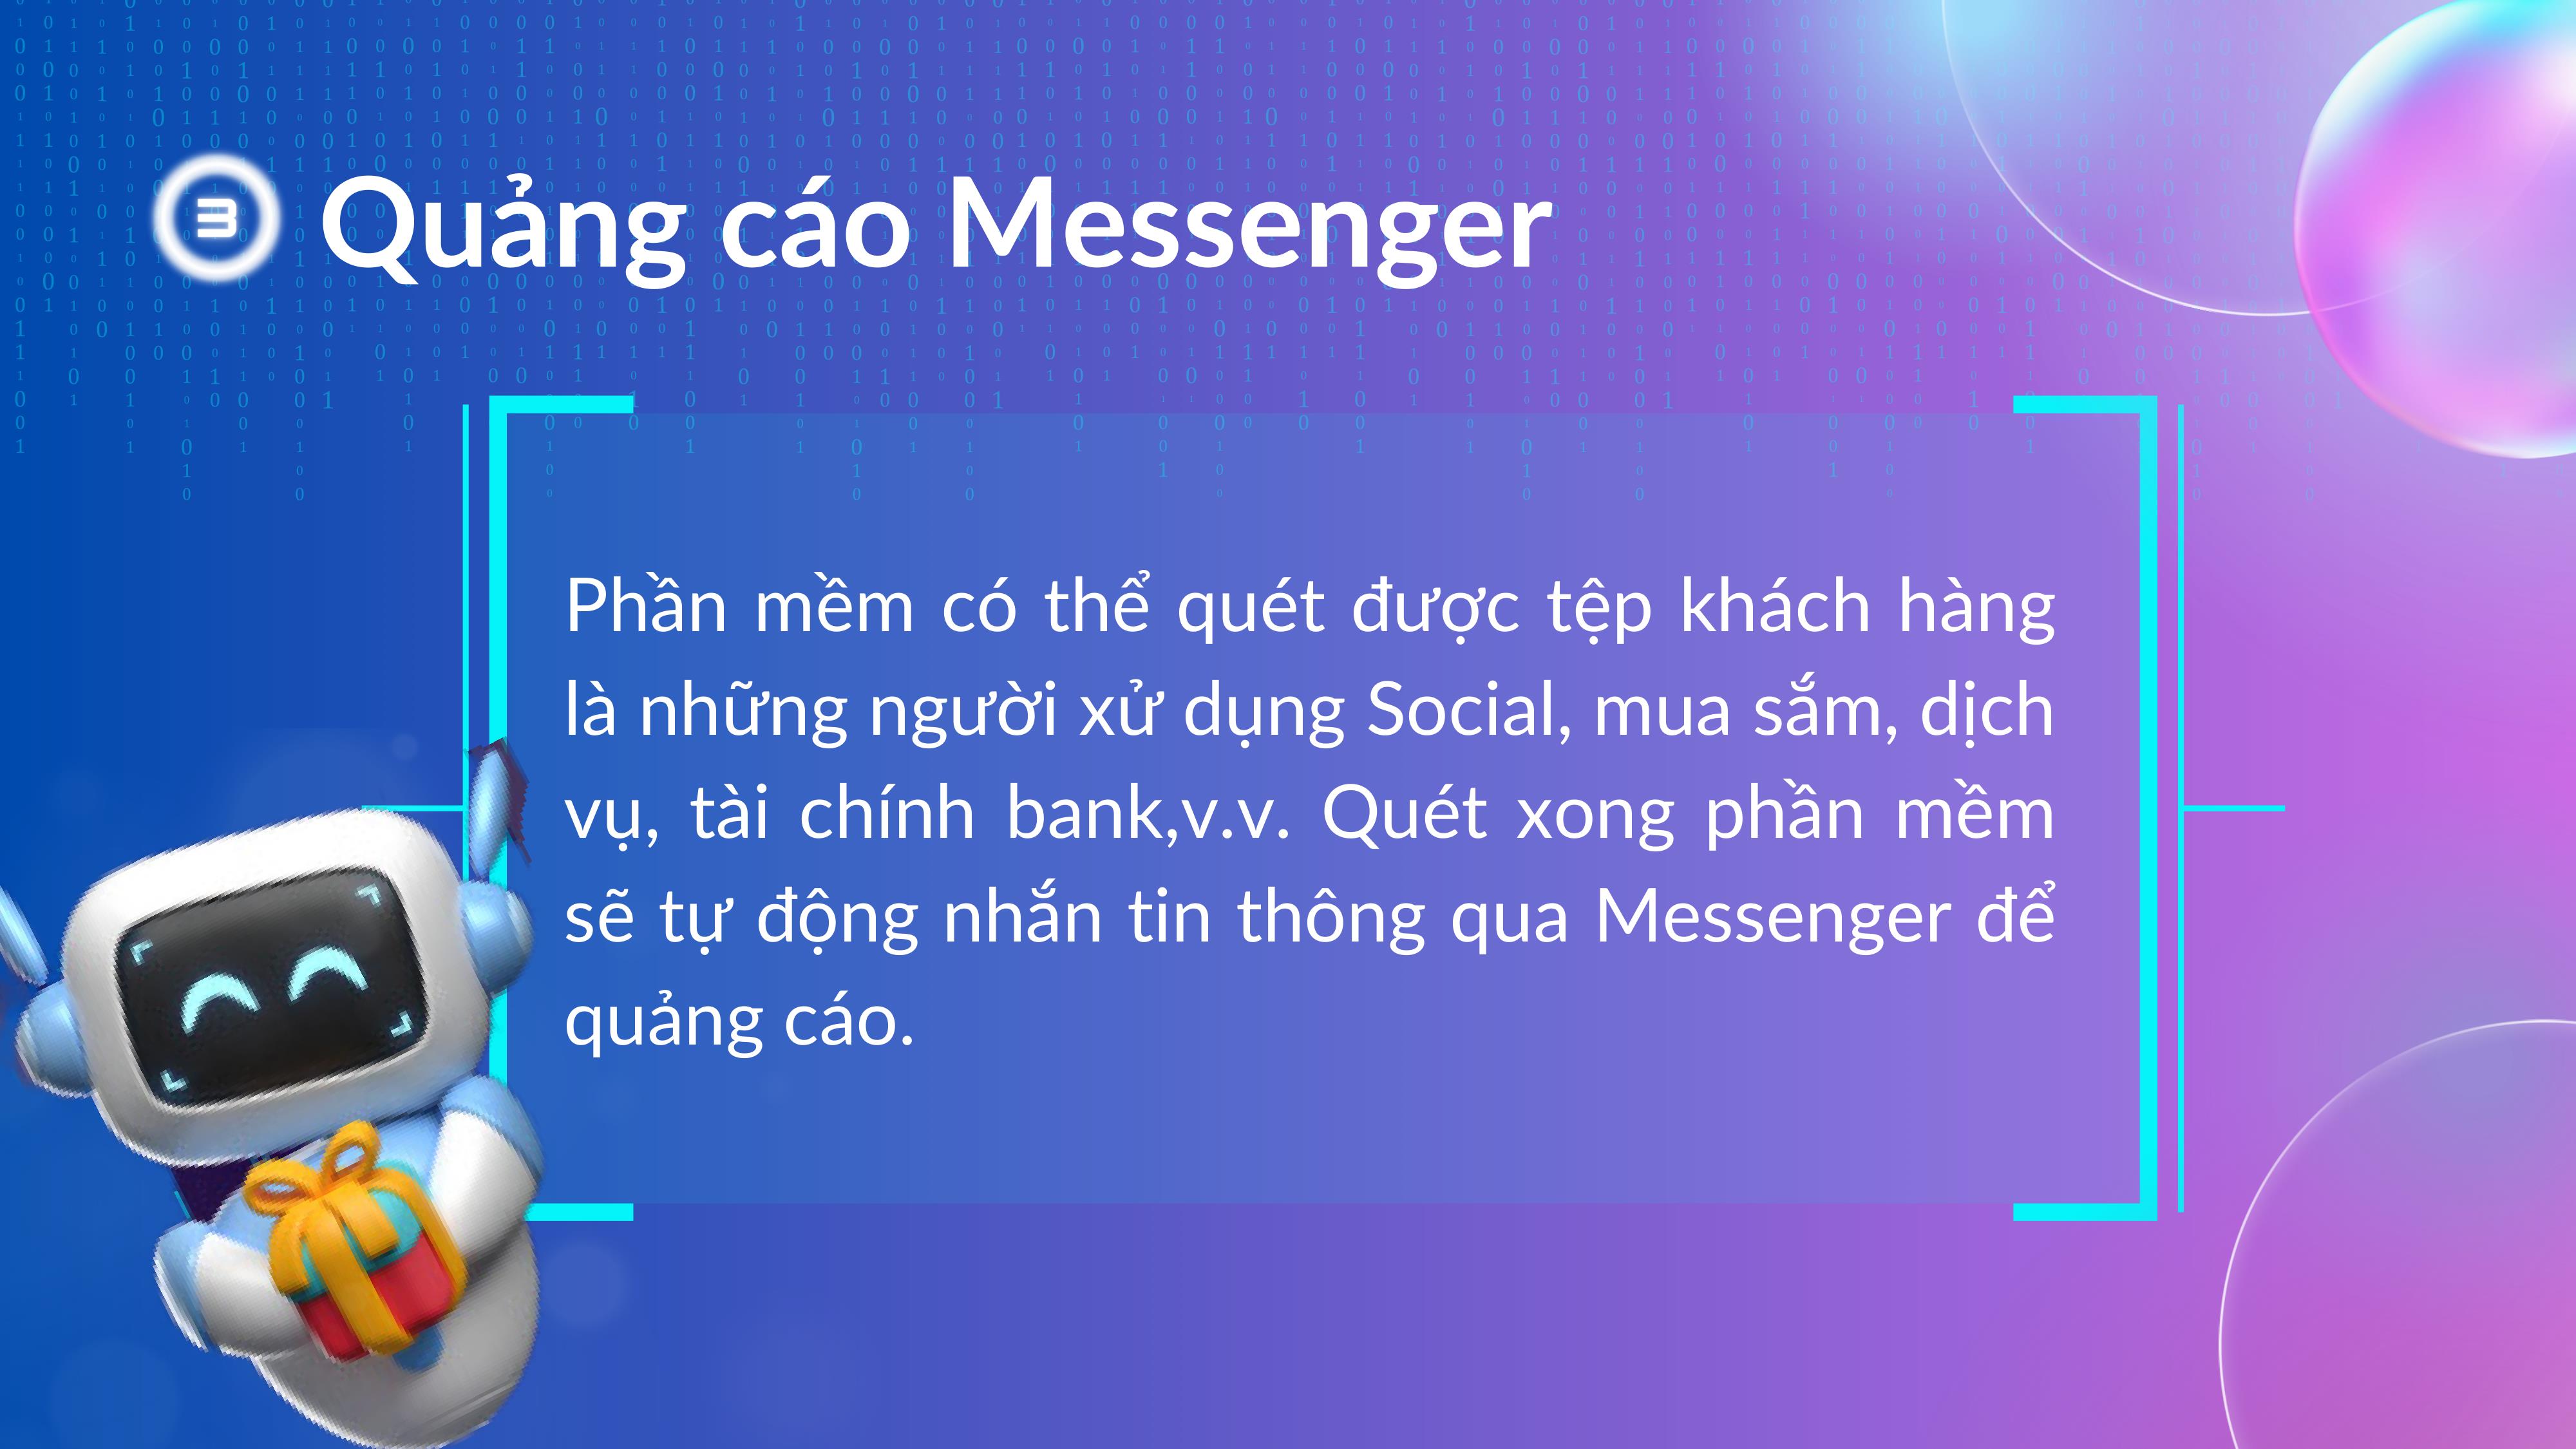 3 Quảng cáo Messenger
Phần mềm có thể quét được tệp khách hàng
là những người xử dụng Social, mua sắm, dịch
vụ, tài chính bank,v.v. Quét xong phần mềm
sẽ tự động nhắn tin thông qua Messenger để
quảng cáo.